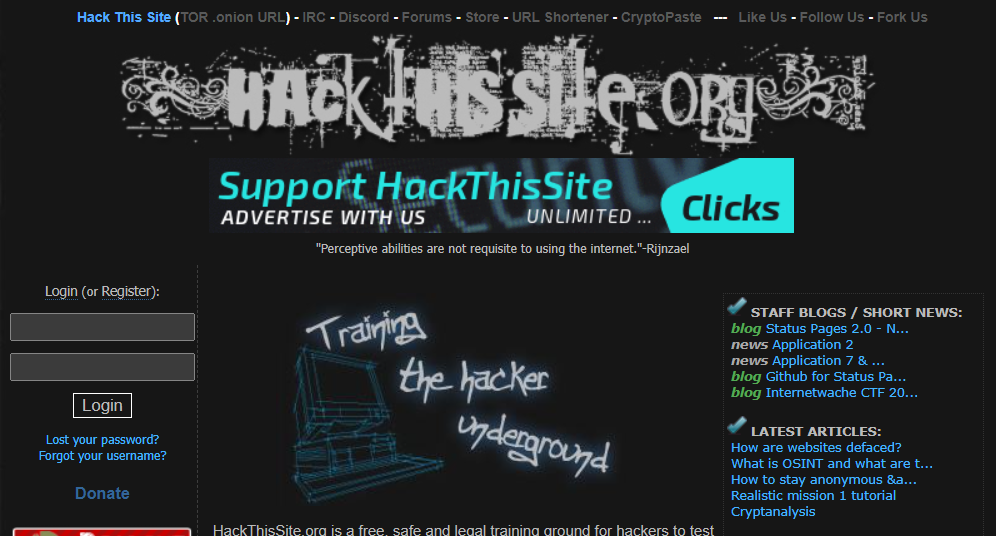 Hack This Site (TOR .onion URL) - IRC - Discord - Forums - Store - URL Shortener - CryptoPaste --- Like Us - Follow Us - Fork Us
HackThisSite.org
Support HackThisSite
ADVERTISE WITH US
UNLIMITED ...
Clicks
"Perceptive abilities are not requisite to using the internet."-Rijnzael
Login (or Register):
Login
Lost your password?
Forgot your username?
Donate
Training
the hacker
underground
HackThisSite.org is a free, safe and legal training ground for hackers to test
STAFF BLOGS / SHORT NEWS:
blog Status Pages 2.0 - N...
news Application 2
news Application 7 & ...
blog Github for Status Pa...
blog Internetwache CTF 20...
LATEST ARTICLES:
How are websites defaced?
What is OSINT and what are t...
How to stay anonymous &a...
Realistic mission 1 tutorial
Cryptanalysis